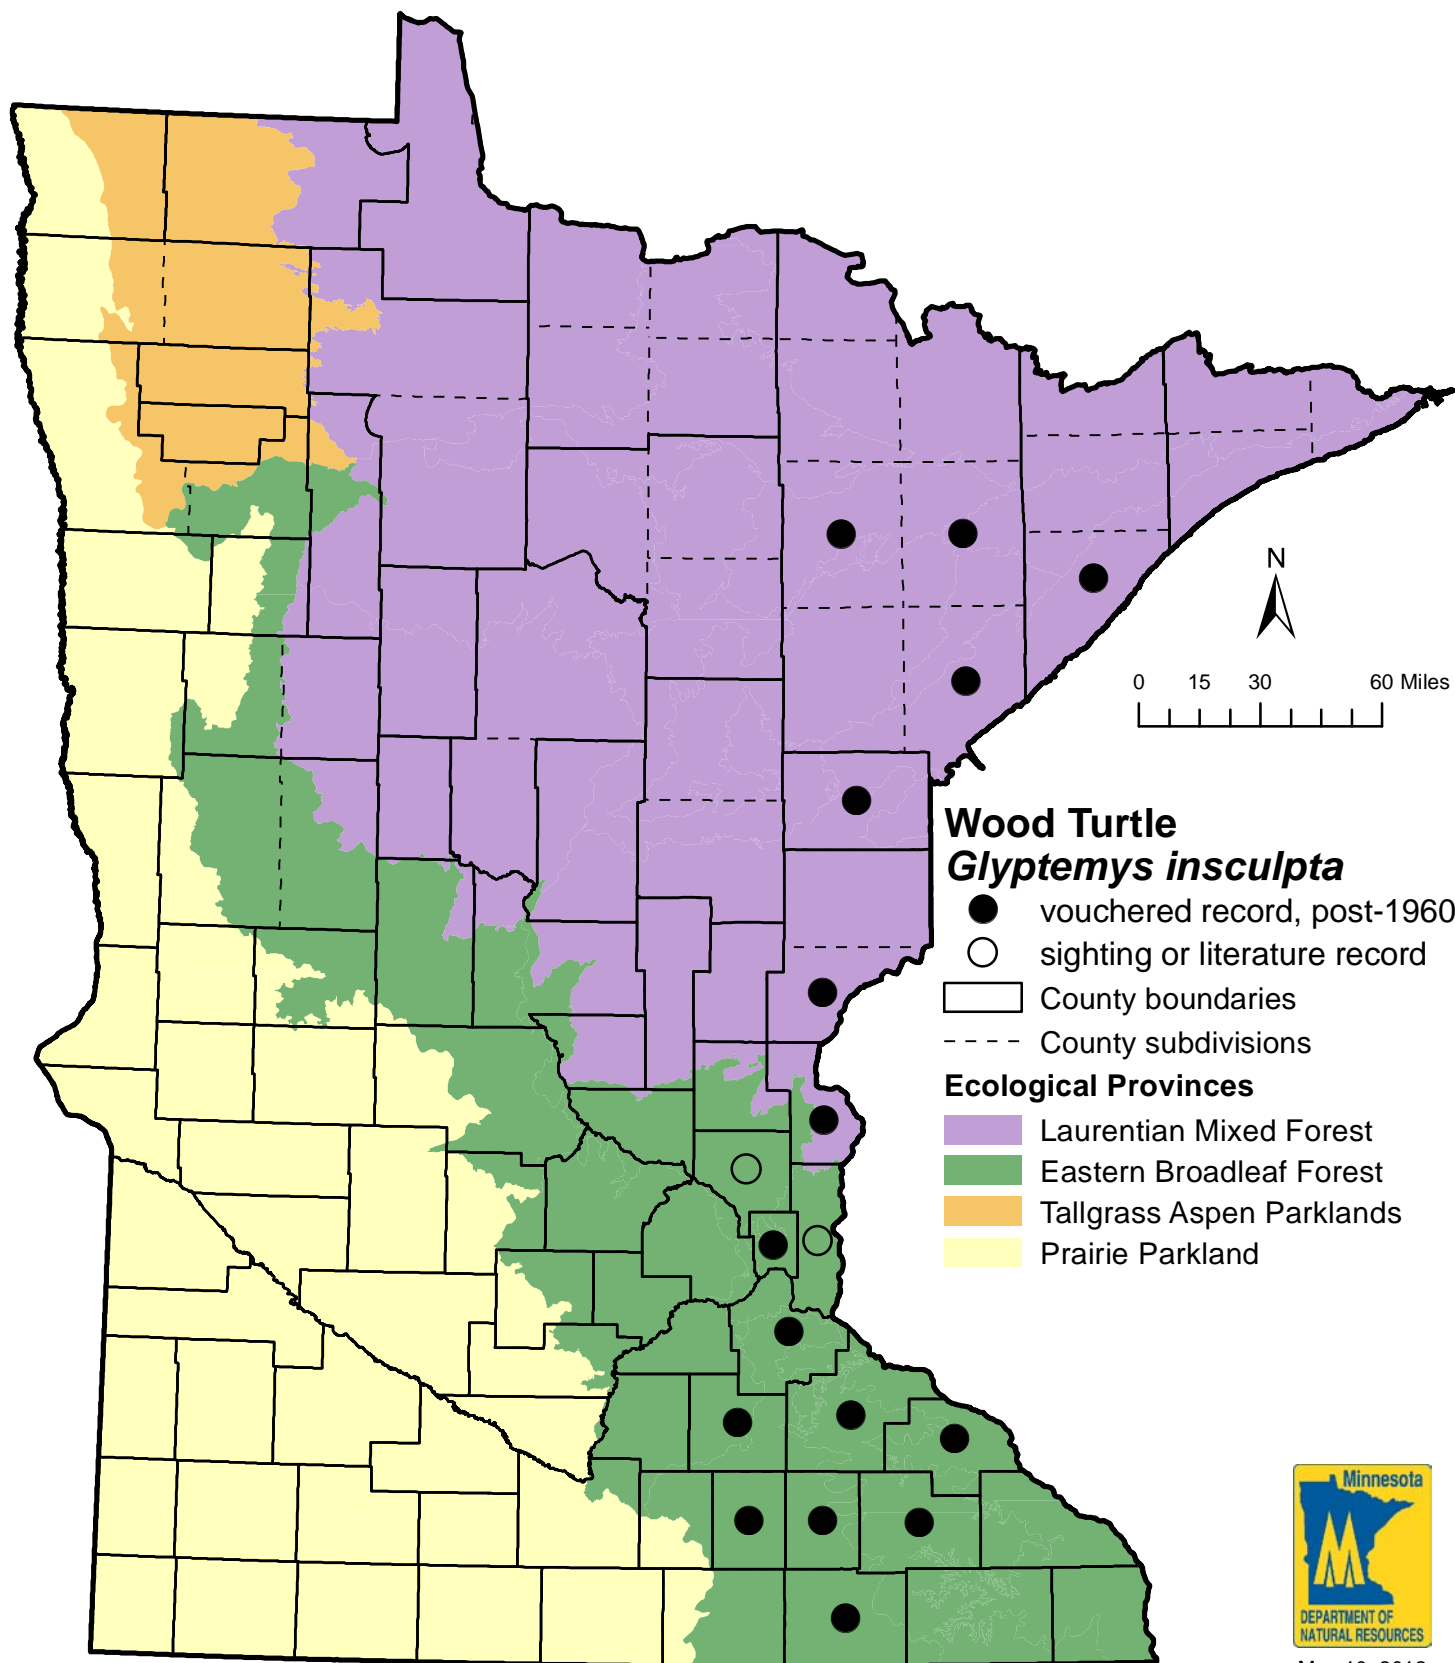 N
0 15 30 60 Miles
Wood Turtle
Glyptemys insculpta
vouchered record, post-1960
sighting or literature record
County boundaries
County subdivisions
Ecological Provinces
Laurentian Mixed Forest
Eastern Broadleaf Forest
Tallgrass Aspen Parklands
Prairie Parkland
Minnesota
DEPARTMENT OF
NATURAL RESOURCES